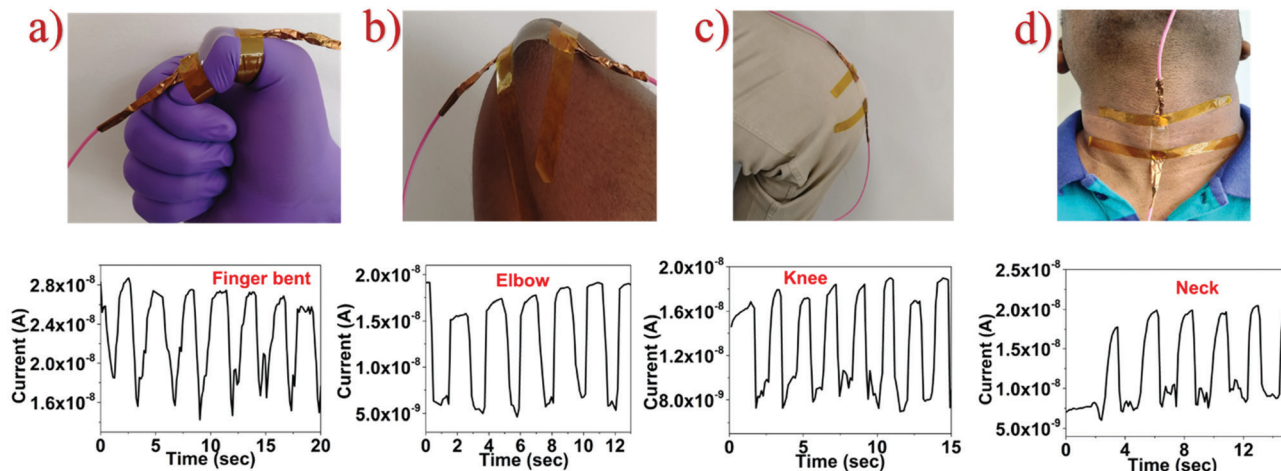 a)
b)
c)
d)
Finger bent
2.8x10⁻⁸
2.4x10⁻⁸
2.0x10⁻⁸
1.6x10⁻⁸
Current (A)
0 5 10 15 20
Time (sec)
Elbow
2.0x10⁻⁸
1.5x10⁻⁸
1.0x10⁻⁸
5.0x10⁻⁹
Current (A)
0 2 4 6 8 10 12
Time (sec)
Knee
2.0x10⁻⁸
1.6x10⁻⁸
1.2x10⁻⁸
8.0x10⁻⁹
Current (A)
0 5 10 15
Time (sec)
Neck
2.5x10⁻⁸
2.0x10⁻⁸
1.5x10⁻⁸
1.0x10⁻⁸
5.0x10⁻⁹
Current (A)
0 4 8 12
Time (sec)